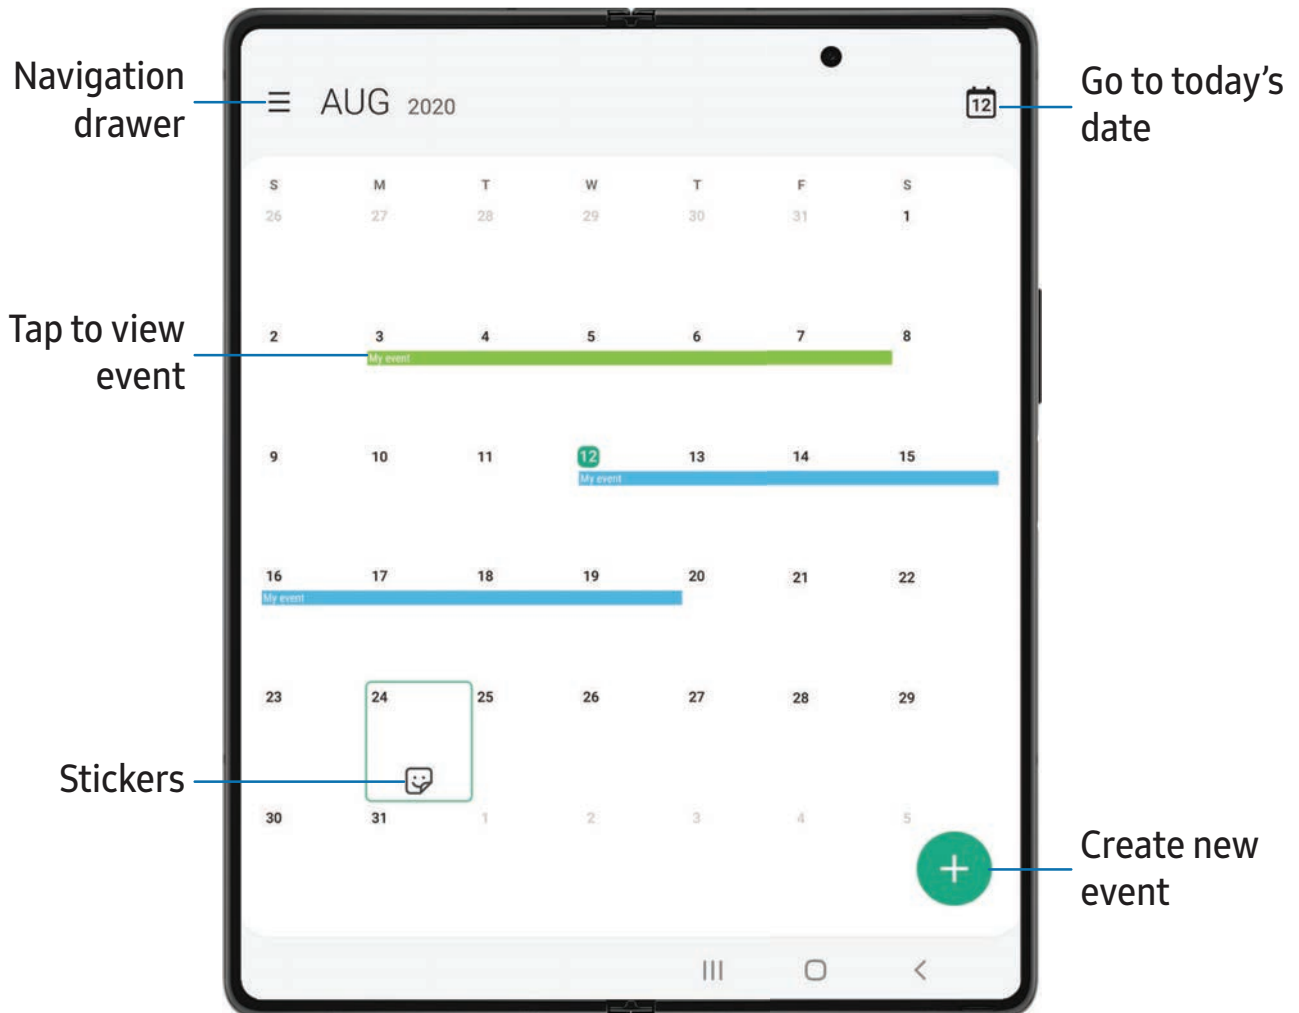 Navigation
drawer
AUG 2020
12
Go to today's
date
S M T W T F S
26 27 28 29 30 31 1
Tap to view
event
2 3 4 5 6 7 8
My event
9 10 11 12 13 14 15
My event
16 17 18 19 20 21 22
My event
23 24 25 26 27 28 29
Stickers
30 31 1 2 3 4 5
Create new
event